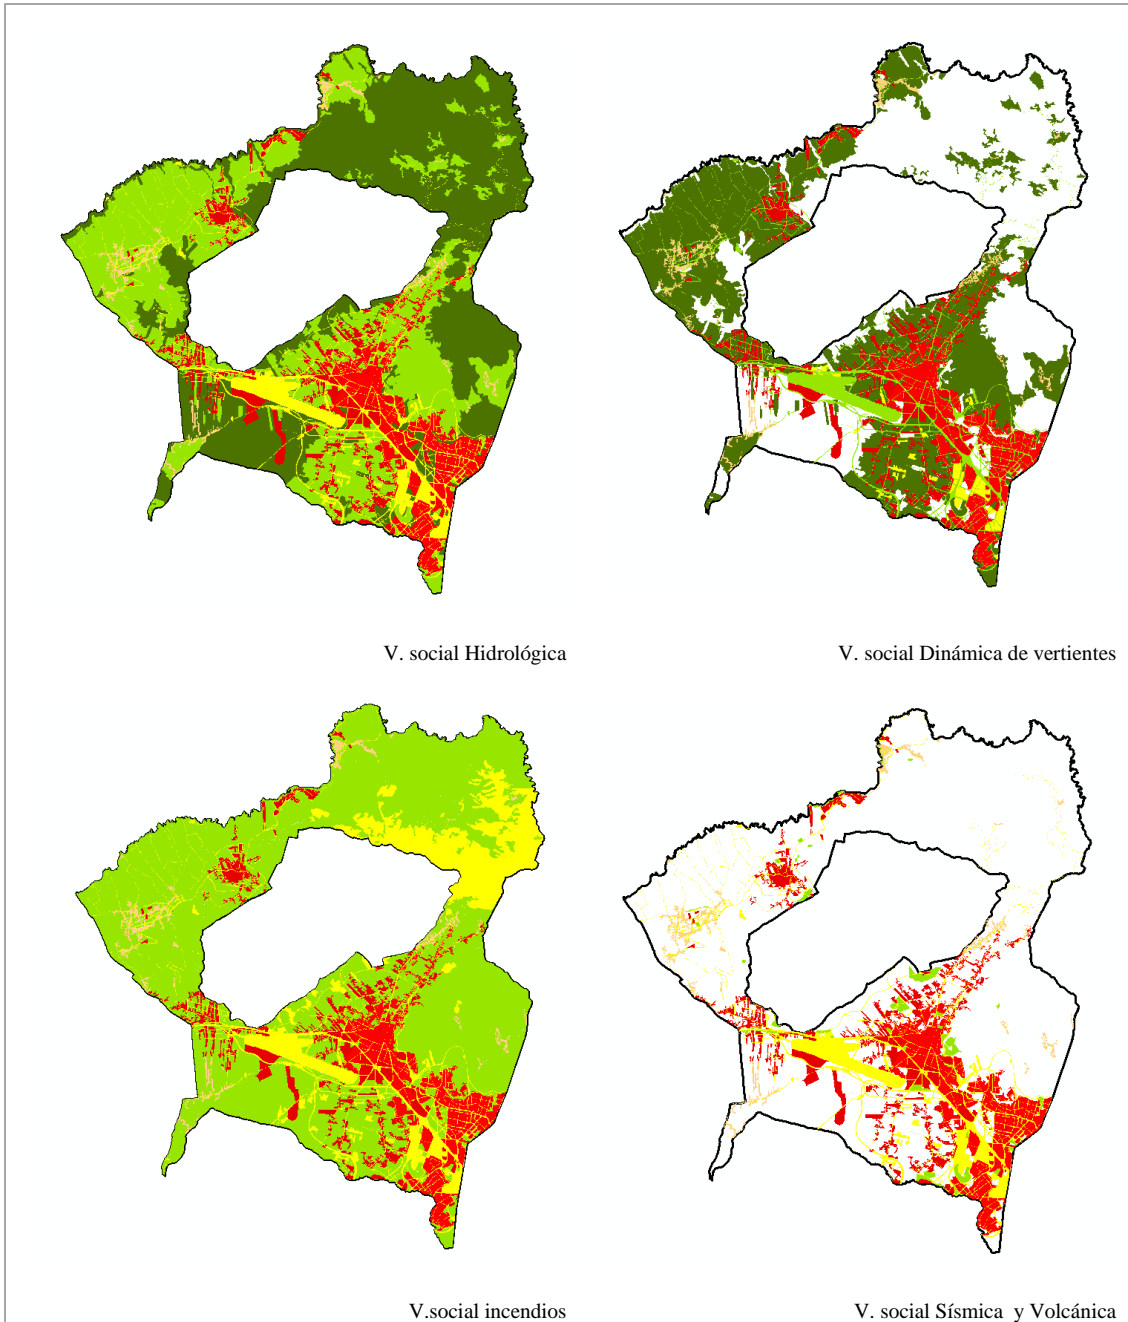 V. social Hidrológica
V. social Dinámica de vertientes
V.social incendios
V. social Sísmica y Volcánica